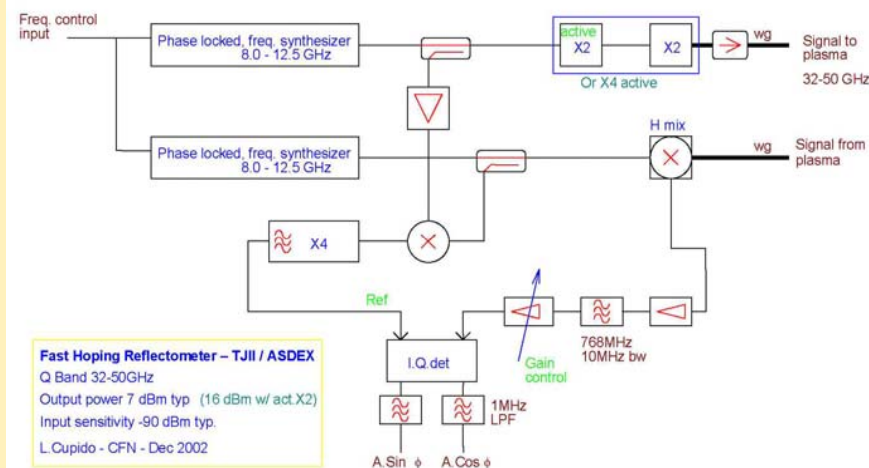 Freq. control
input
Phase locked, freq. synthesizer
8.0 - 12.5 GHz
active
X2
X2
wg
Signal to
plasma
32-50 GHz
Or X4 active
H mix
Phase locked, freq. synthesizer
8.0 - 12.5 GHz
wg
Signal from
plasma
X4
Ref
768MHz
10MHz bw
Gain
control
I.Q.det
1MHz
LPF
A.Sin ϕ
A.Cos ϕ
Fast Hoping Reflectometer – TJII / ASDEX
Q Band 32-50GHz
Output power 7 dBm typ (16 dBm w/ act.X2)
Input sensitivity -90 dBm typ.
L.Cupido - CFN - Dec 2002